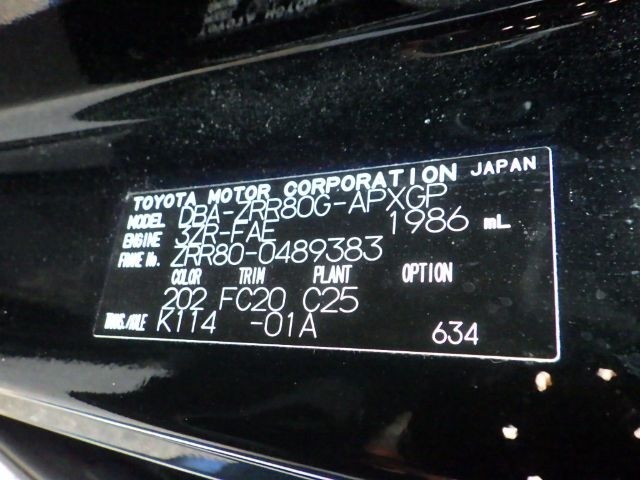 TOYOTA MOTOR CORPORATION JAPAN
MODEL DBA-ZRR80G-APXGP
ENGINE 3ZR-FAE 1986 mL
FRAME No. ZRR80-0489383
COLOR TRIM PLANT OPTION
202 FC20 C25
TRANS./AXLE K114 -01A 634